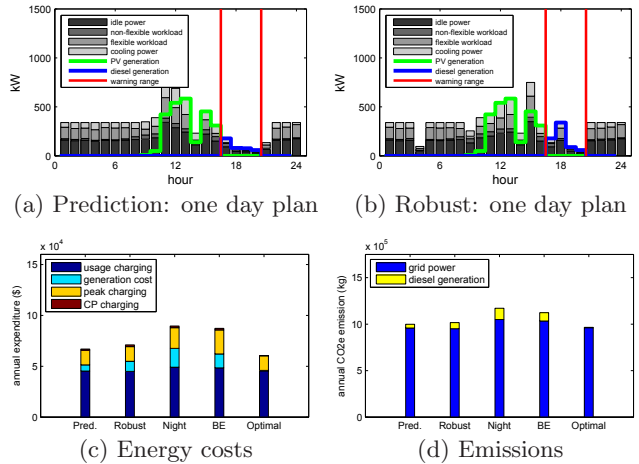 1500
1000
500
0
kW
idle power
non-flexible workload
flexible workload
cooling power
PV generation
diesel generation
warning range
0 6 12 18 24
hour
(a) Prediction: one day plan
1500
1000
500
0
kW
idle power
non-flexible workload
flexible workload
cooling power
PV generation
diesel generation
warning range
0 6 12 18 24
hour
(b) Robust: one day plan
x 10^4
15
10
5
0
annual expenditure ($)
usage charging
generation cost
peak charging
CP charging
Pred. Robust Night BE Optimal
(c) Energy costs
x 10^5
15
10
5
0
annual CO2e emission (kg)
grid power
diesel generation
Pred. Robust Night BE Optimal
(d) Emissions